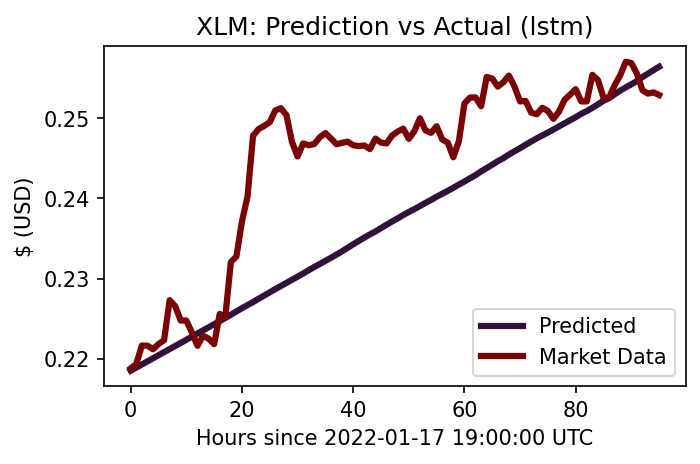 XLM: Prediction vs Actual (lstm)
$ (USD)
0.25
0.24
0.23
0.22
Predicted
Market Data
0 20 40 60 80
Hours since 2022-01-17 19:00:00 UTC